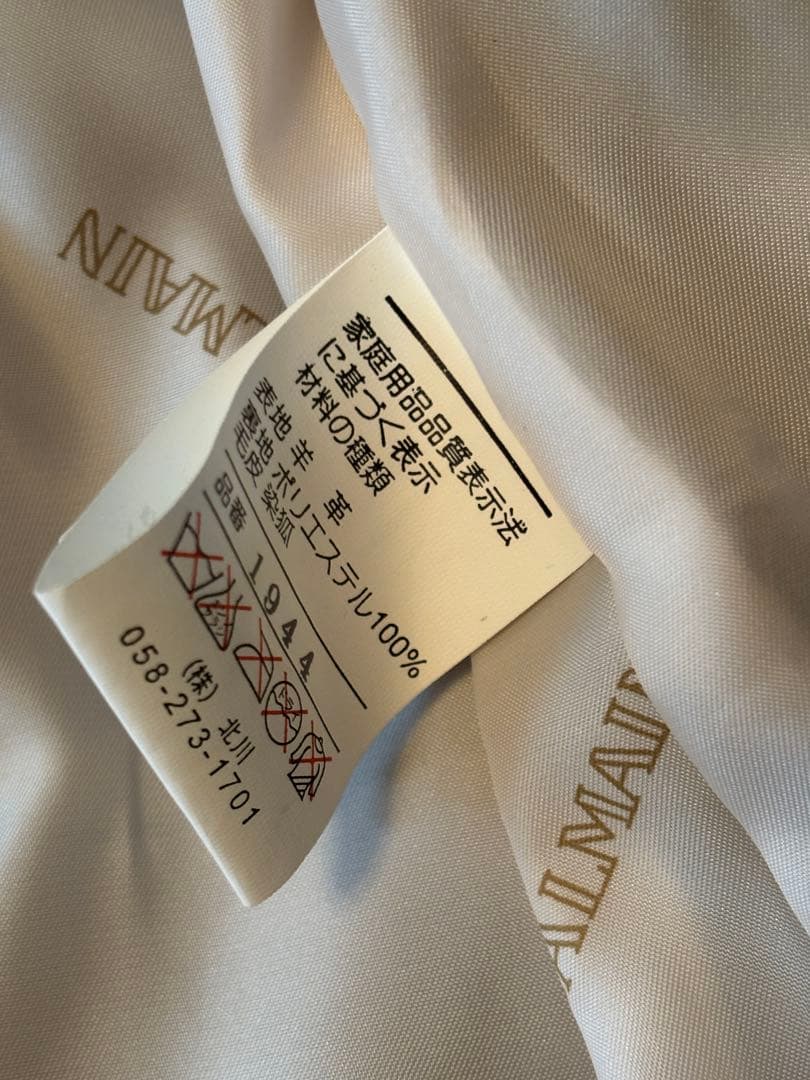 家庭用品品質表示法
に基づく表示
材料の種類
表地 羊 革
裏地 ポリエステル100%
毛皮 染狐
品番 1944
(株) 北川
058-273-1701
LMAIN
ALMAIN